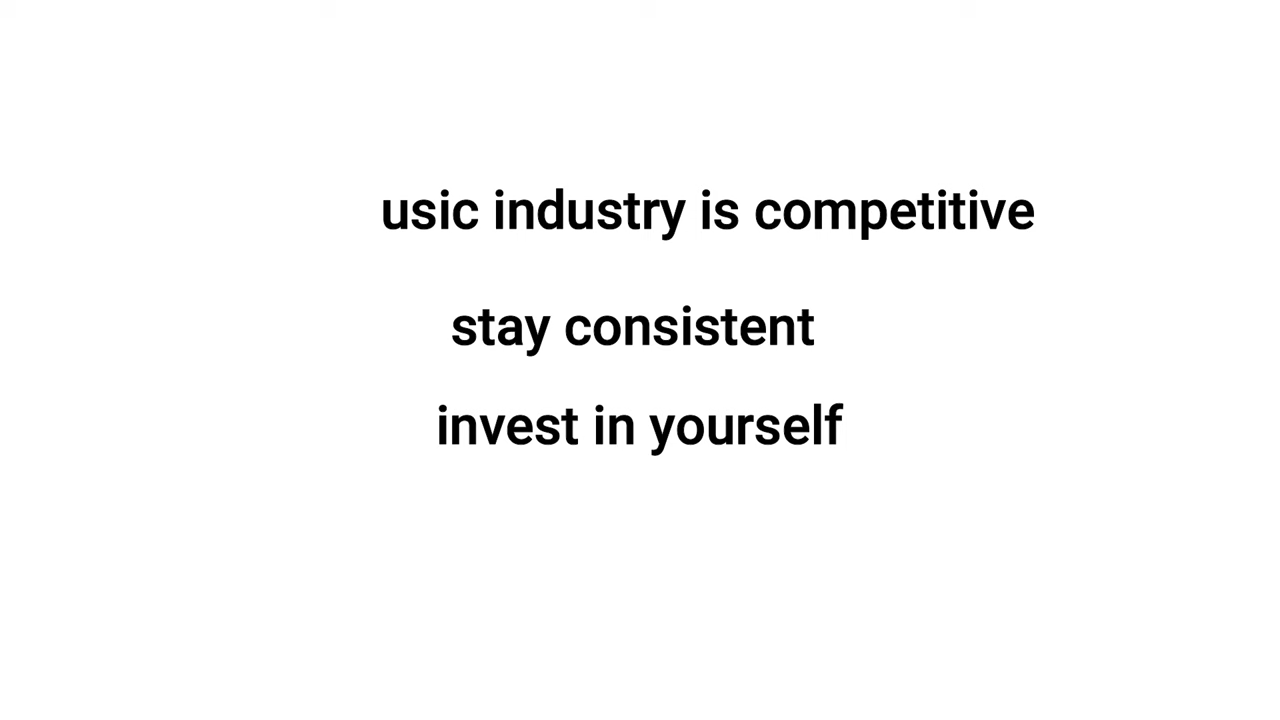 usic industry is competitive
stay consistent
invest in yourself